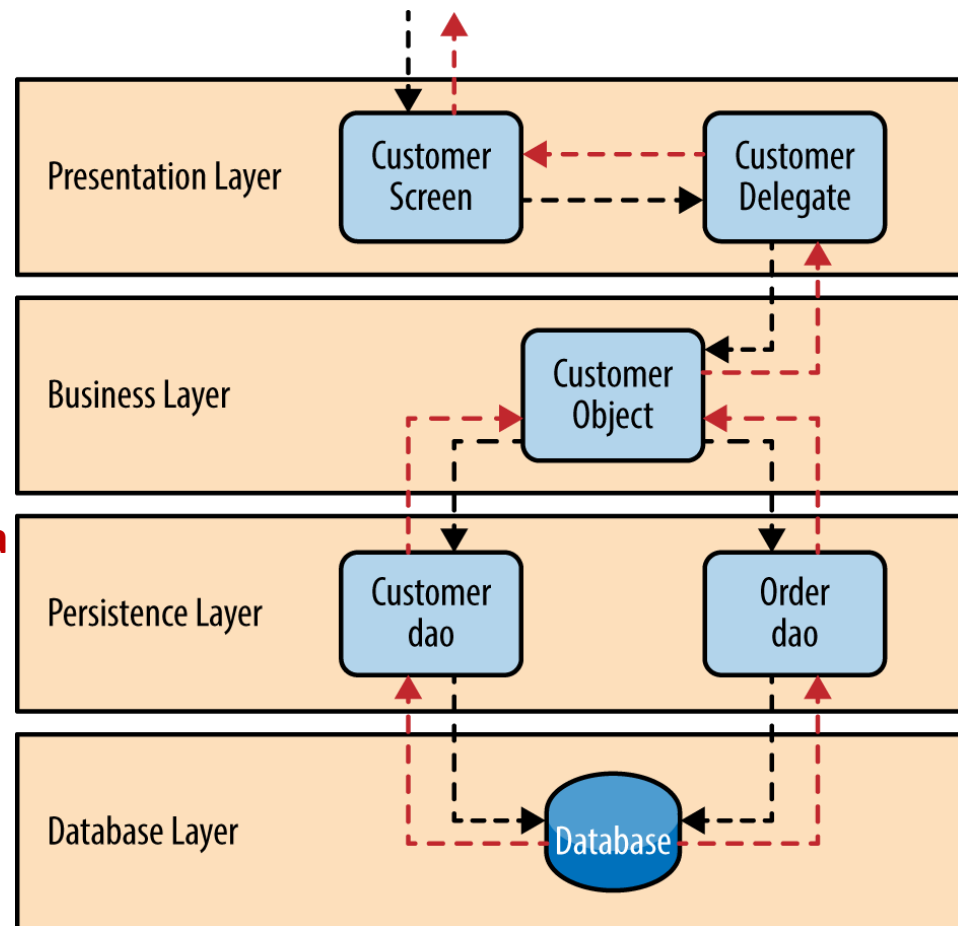 Presentation Layer
Customer
Screen
Customer
Delegate
Business Layer
Customer
Object
a
Persistence Layer
Customer
dao
Order
dao
Database Layer
Database